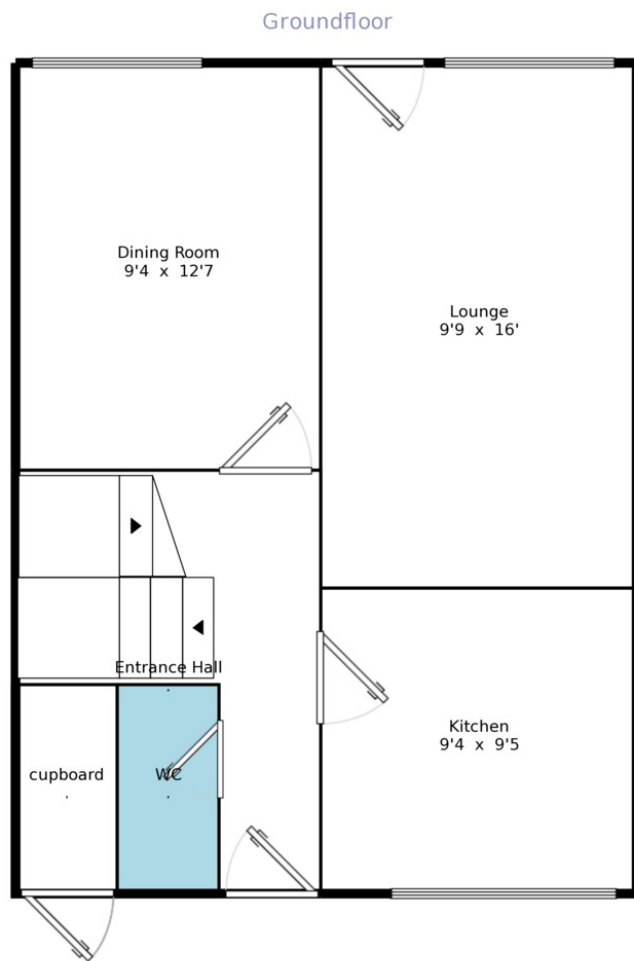 Groundfloor
Dining Room
9'4 x 12'7
Lounge
9'9 x 16'
Entrance Hall
Kitchen
9'4 x 9'5
cupboard
WC